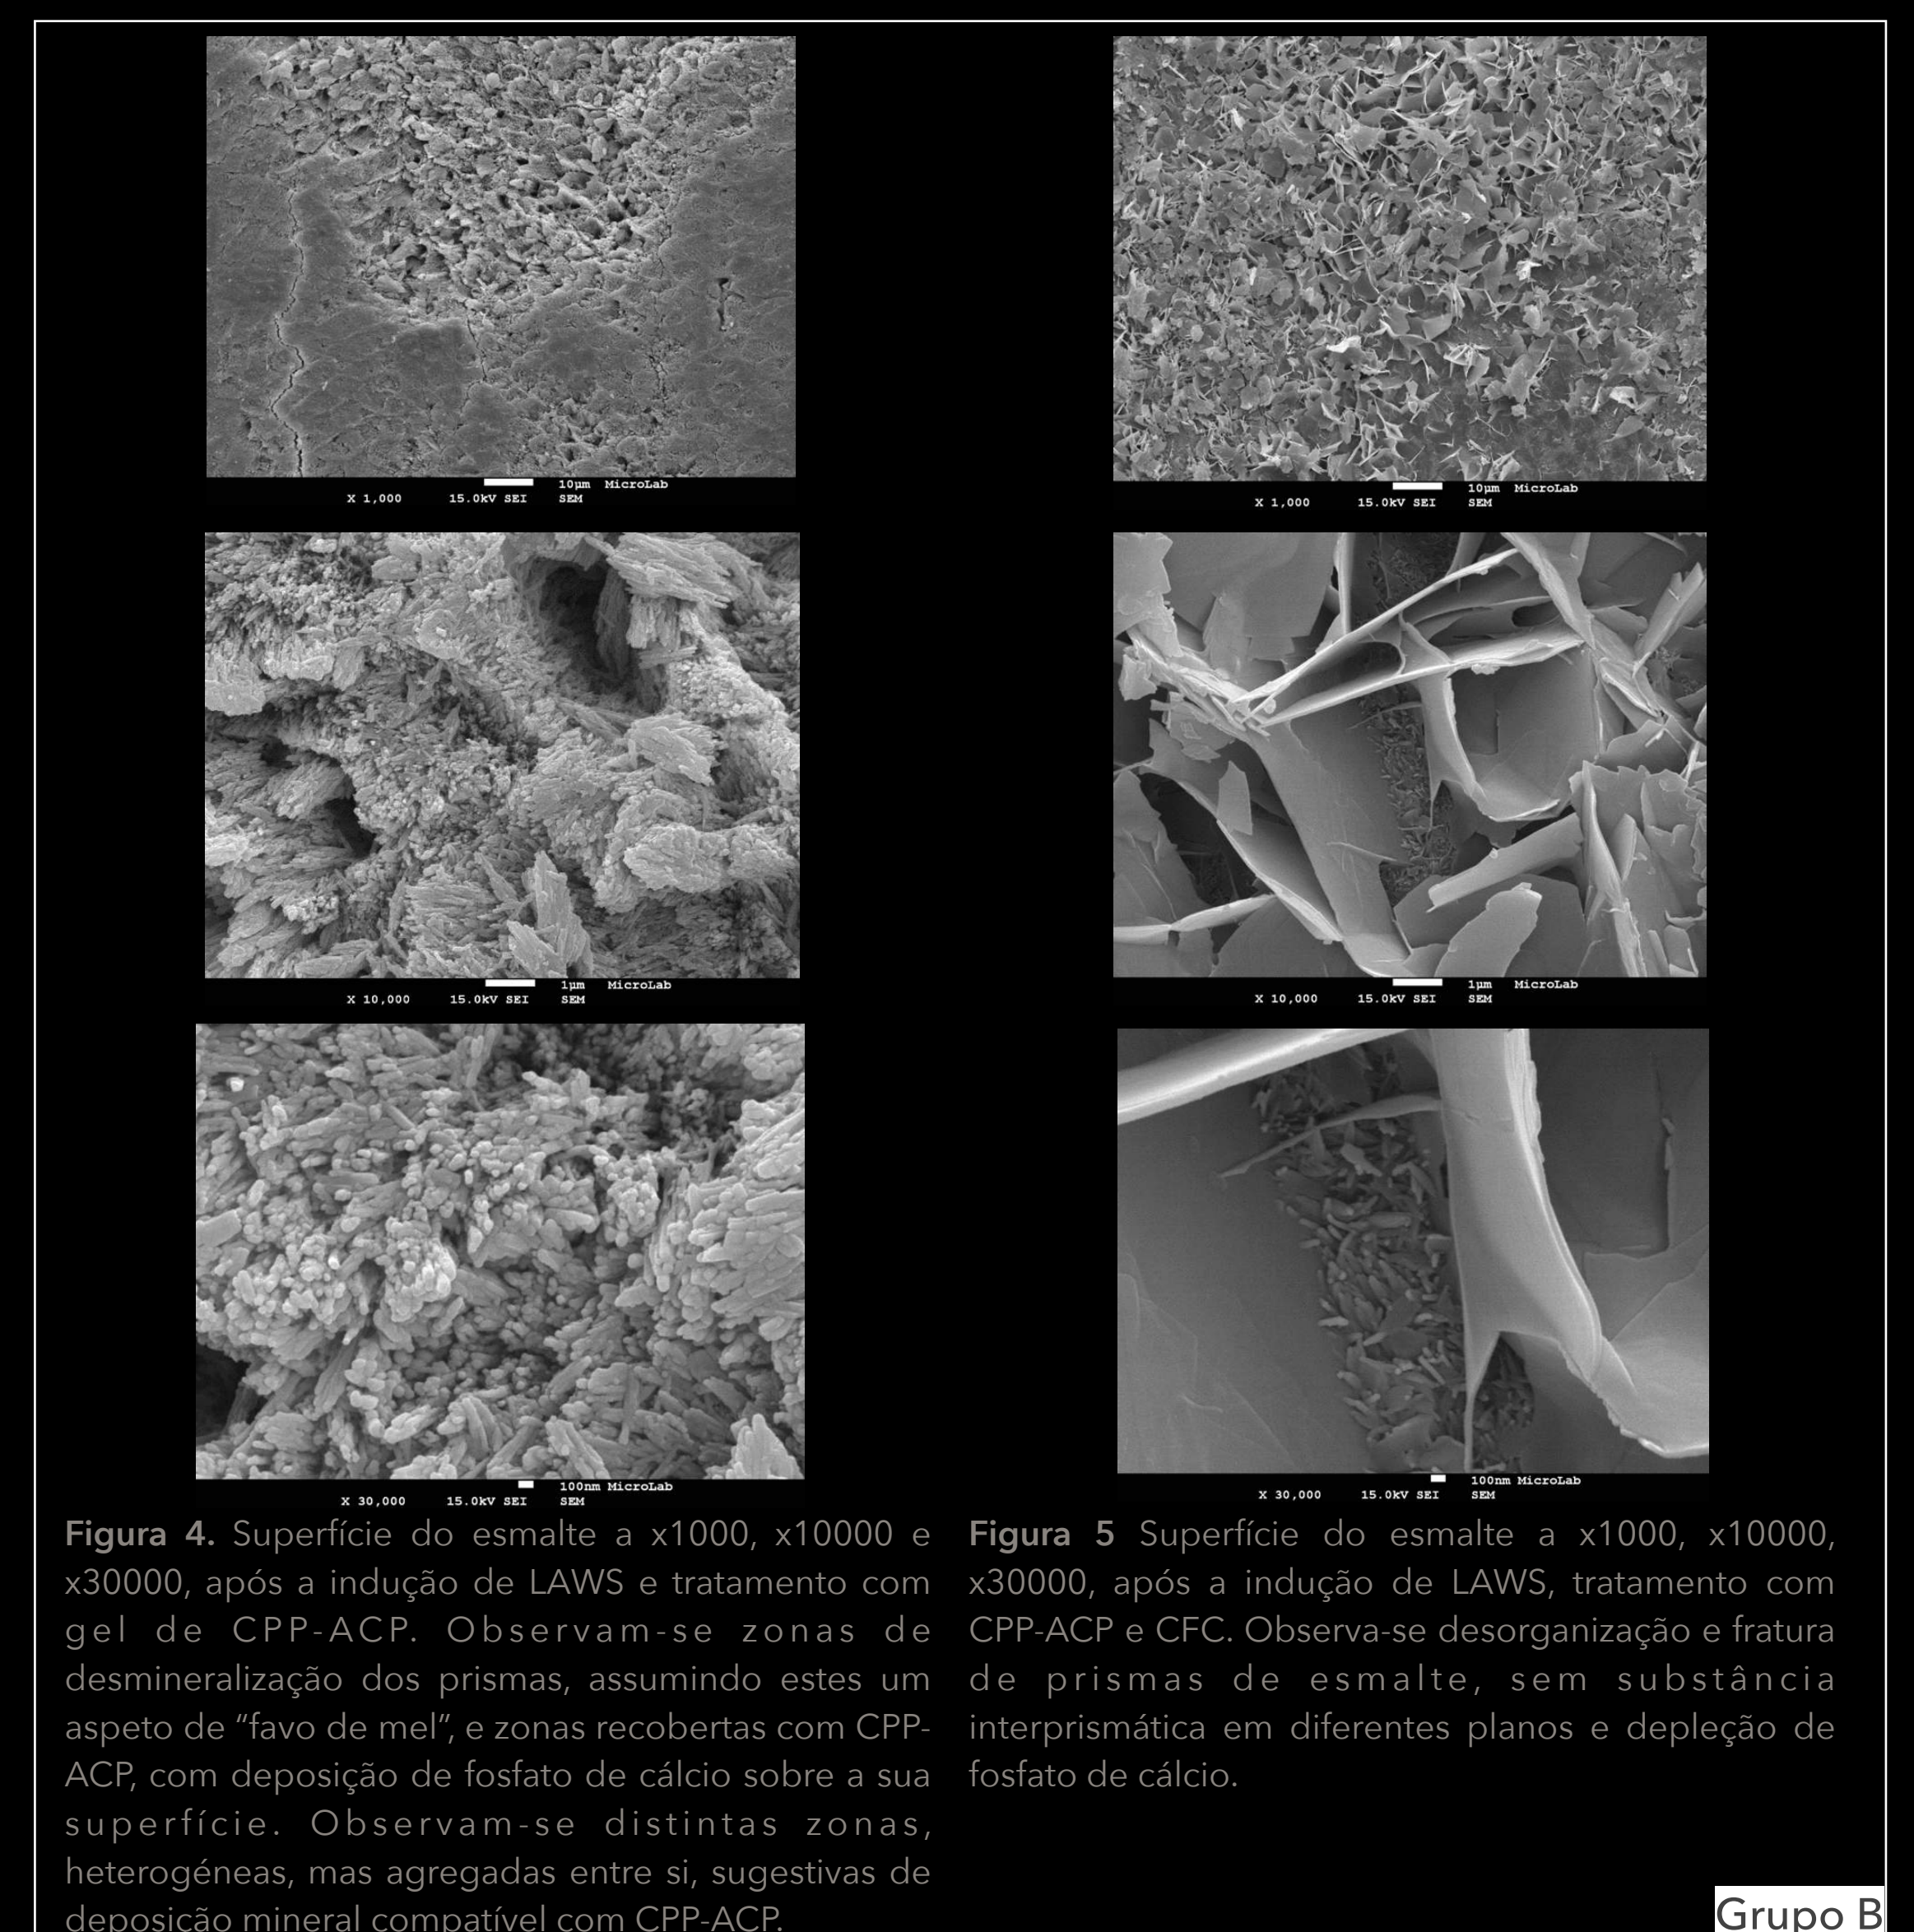 10µm MicroLab
X 1,000 15.0kV SEI SEM
10µm MicroLab
X 1,000 15.0kV SEI SEM
1µm MicroLab
X 10,000 15.0kV SEI SEM
1µm MicroLab
X 10,000 15.0kV SEI SEM
100nm MicroLab
X 30,000 15.0kV SEI SEM
100nm MicroLab
X 30,000 15.0kV SEI SEM
Figura 4. Superfície do esmalte a x1000, x10000 e
x30000, após a indução de LAWS e tratamento com
gel de CPP-ACP. Observam-se zonas de
desmineralização dos prismas, assumindo estes um
aspeto de “favo de mel”, e zonas recobertas com CPP-
ACP, com deposição de fosfato de cálcio sobre a sua
superfície. Observam-se distintas zonas,
heterogéneas, mas agregadas entre si, sugestivas de
deposição mineral compatível com CPP-ACP.
Figura 5 Superfície do esmalte a x1000, x10000,
x30000, após a indução de LAWS, tratamento com
CPP-ACP e CFC. Observa-se desorganização e fratura
de prismas de esmalte, sem substância
interprismática em diferentes planos e depleção de
fosfato de cálcio.
Grupo B